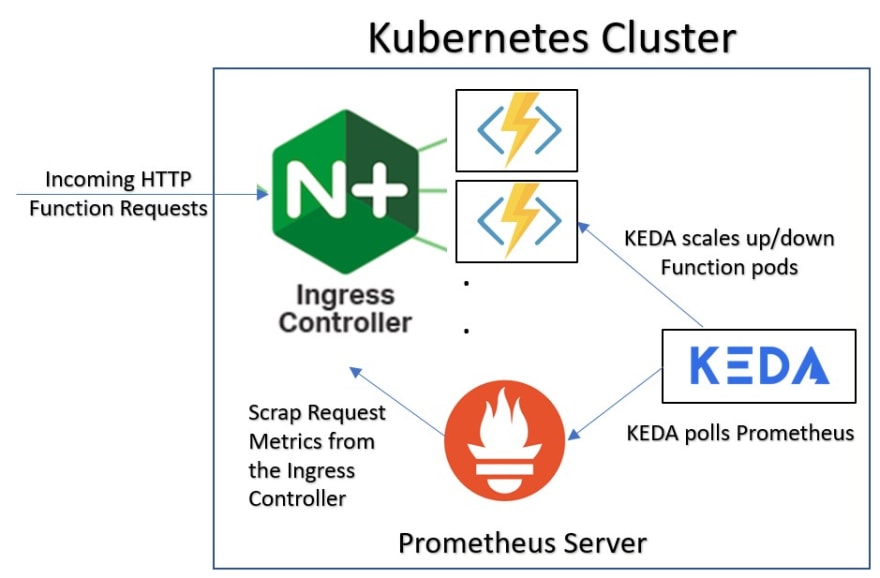 Kubernetes Cluster
Incoming HTTP
Function Requests
N+
Ingress
Controller
KEDA scales up/down
Function pods
KEDA
KEDA polls Prometheus
Scrap Request
Metrics from
the Ingress
Controller
Prometheus Server